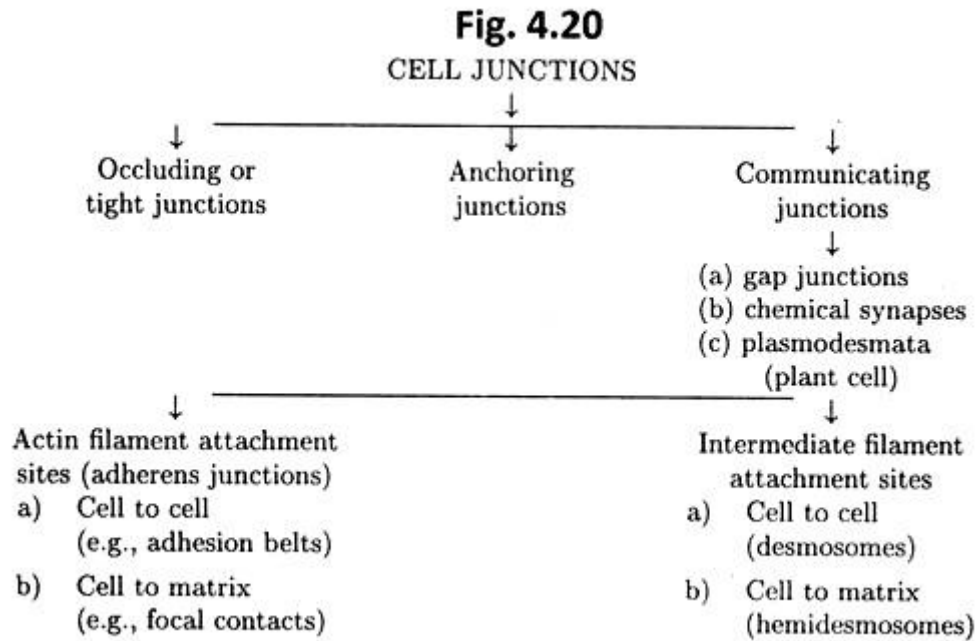 Fig. 4.20
CELL JUNCTIONS
Occluding or
tight junctions
Anchoring
junctions
Communicating
junctions
(a) gap junctions
(b) chemical synapses
(c) plasmodesmata
(plant cell)
Actin filament attachment
sites (adherens junctions)
a) Cell to cell
(e.g., adhesion belts)
b) Cell to matrix
(e.g., focal contacts)
Intermediate filament
attachment sites
a) Cell to cell
(desmosomes)
b) Cell to matrix
(hemidesmosomes)